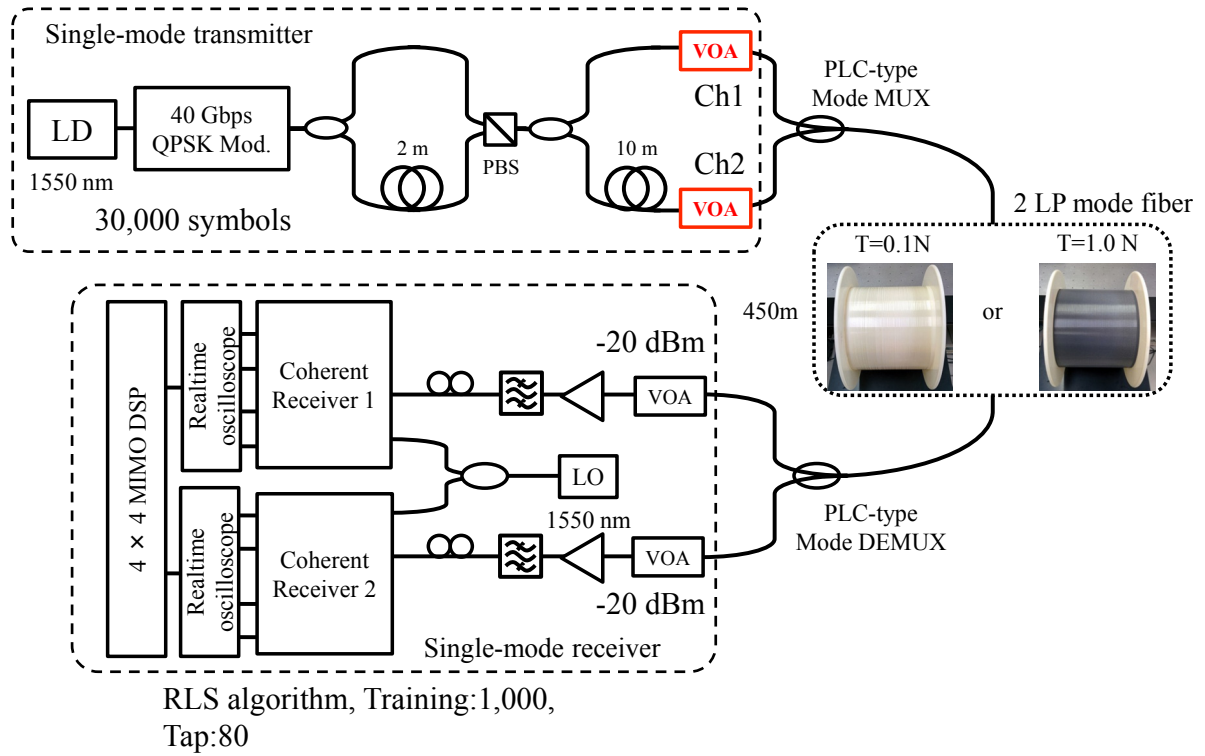 Single-mode transmitter
LD
1550 nm
40 Gbps
QPSK Mod.
30,000 symbols
2 m
PBS
10 m
VOA
Ch1
Ch2
VOA
PLC-type
Mode MUX
2 LP mode fiber
T=0.1N
T=1.0 N
450m
or
4 × 4 MIMO DSP
Realtime
oscilloscope
Coherent
Receiver 1
-20 dBm
VOA
LO
1550 nm
Realtime
oscilloscope
Coherent
Receiver 2
VOA
-20 dBm
PLC-type
Mode DEMUX
Single-mode receiver
RLS algorithm, Training:1,000,
Tap:80